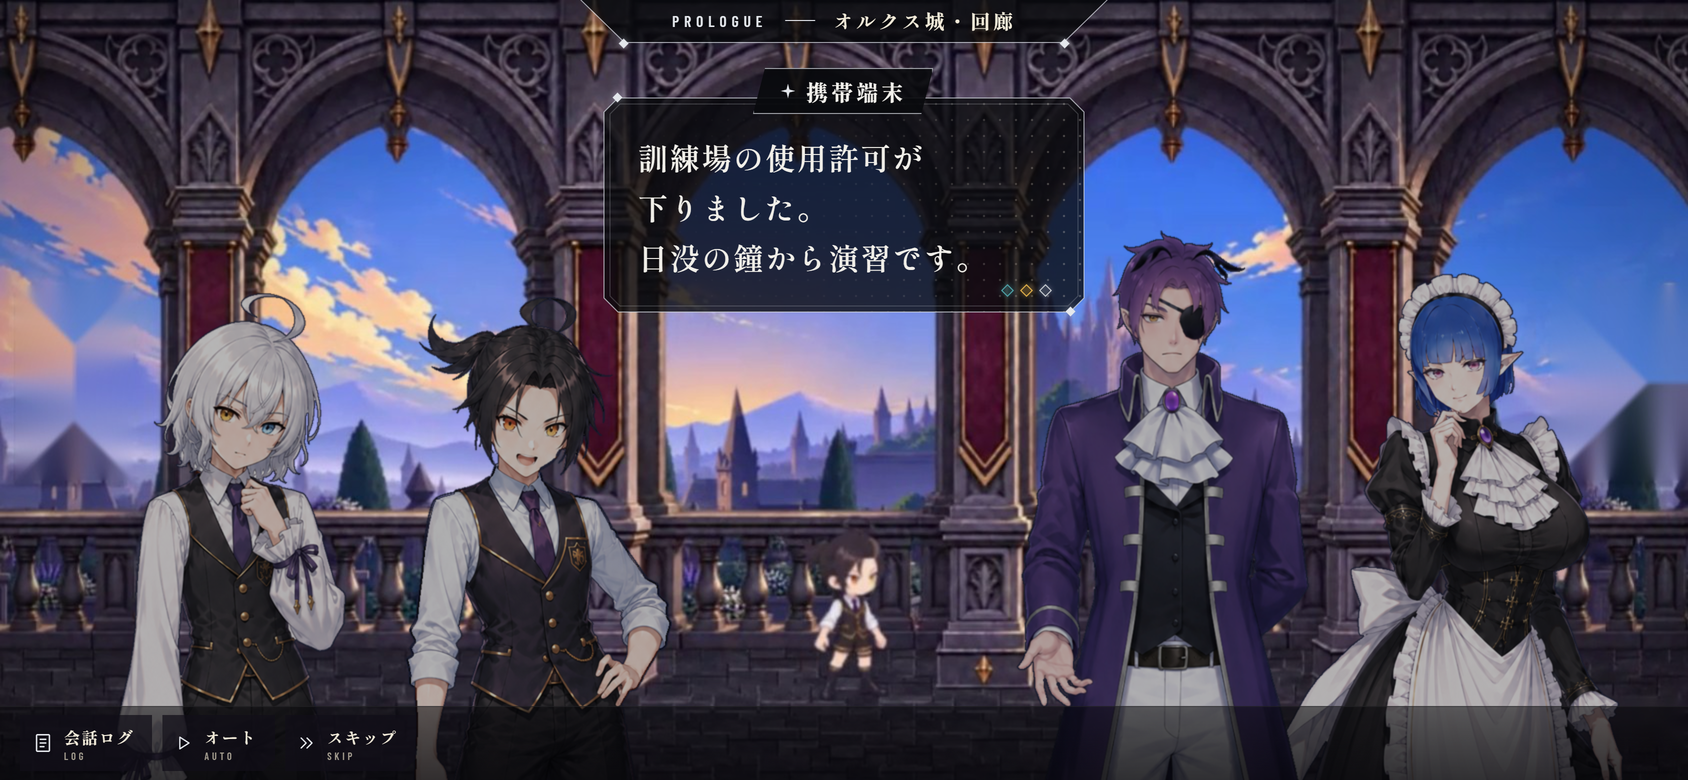 PROLOGUE — オルクス城・回廊
携帯端末
訓練場の使用許可が
下りました。
日没の鐘から演習です。
会話ログ
LOG
オート
AUTO
スキップ
SKIP